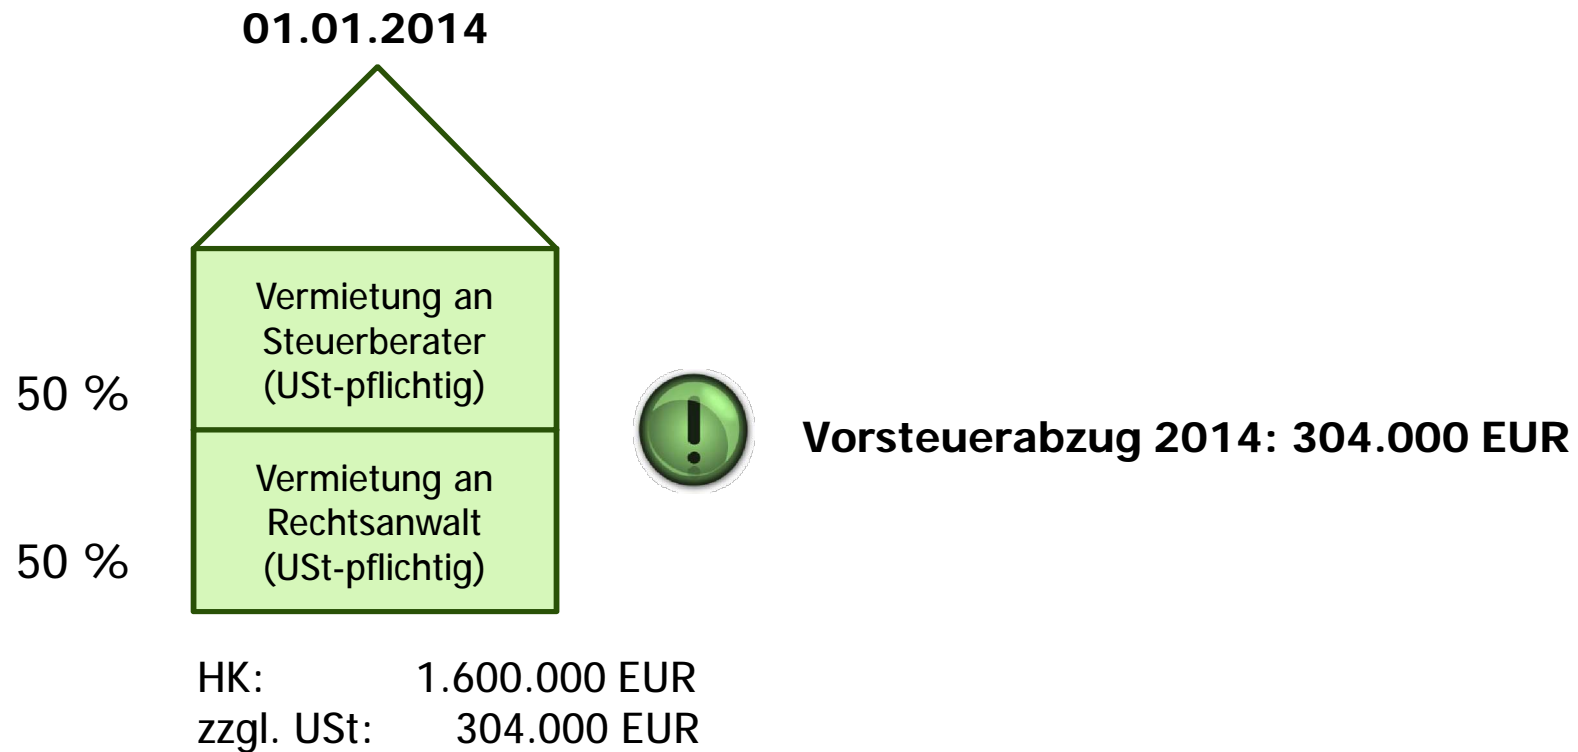 01.01.2014
Vermietung an
Steuerberater
(USt-pflichtig)
50 %
Vorsteuerabzug 2014: 304.000 EUR
Vermietung an
Rechtsanwalt
(USt-pflichtig)
50 %
HK: 1.600.000 EUR
zzgl. USt: 304.000 EUR